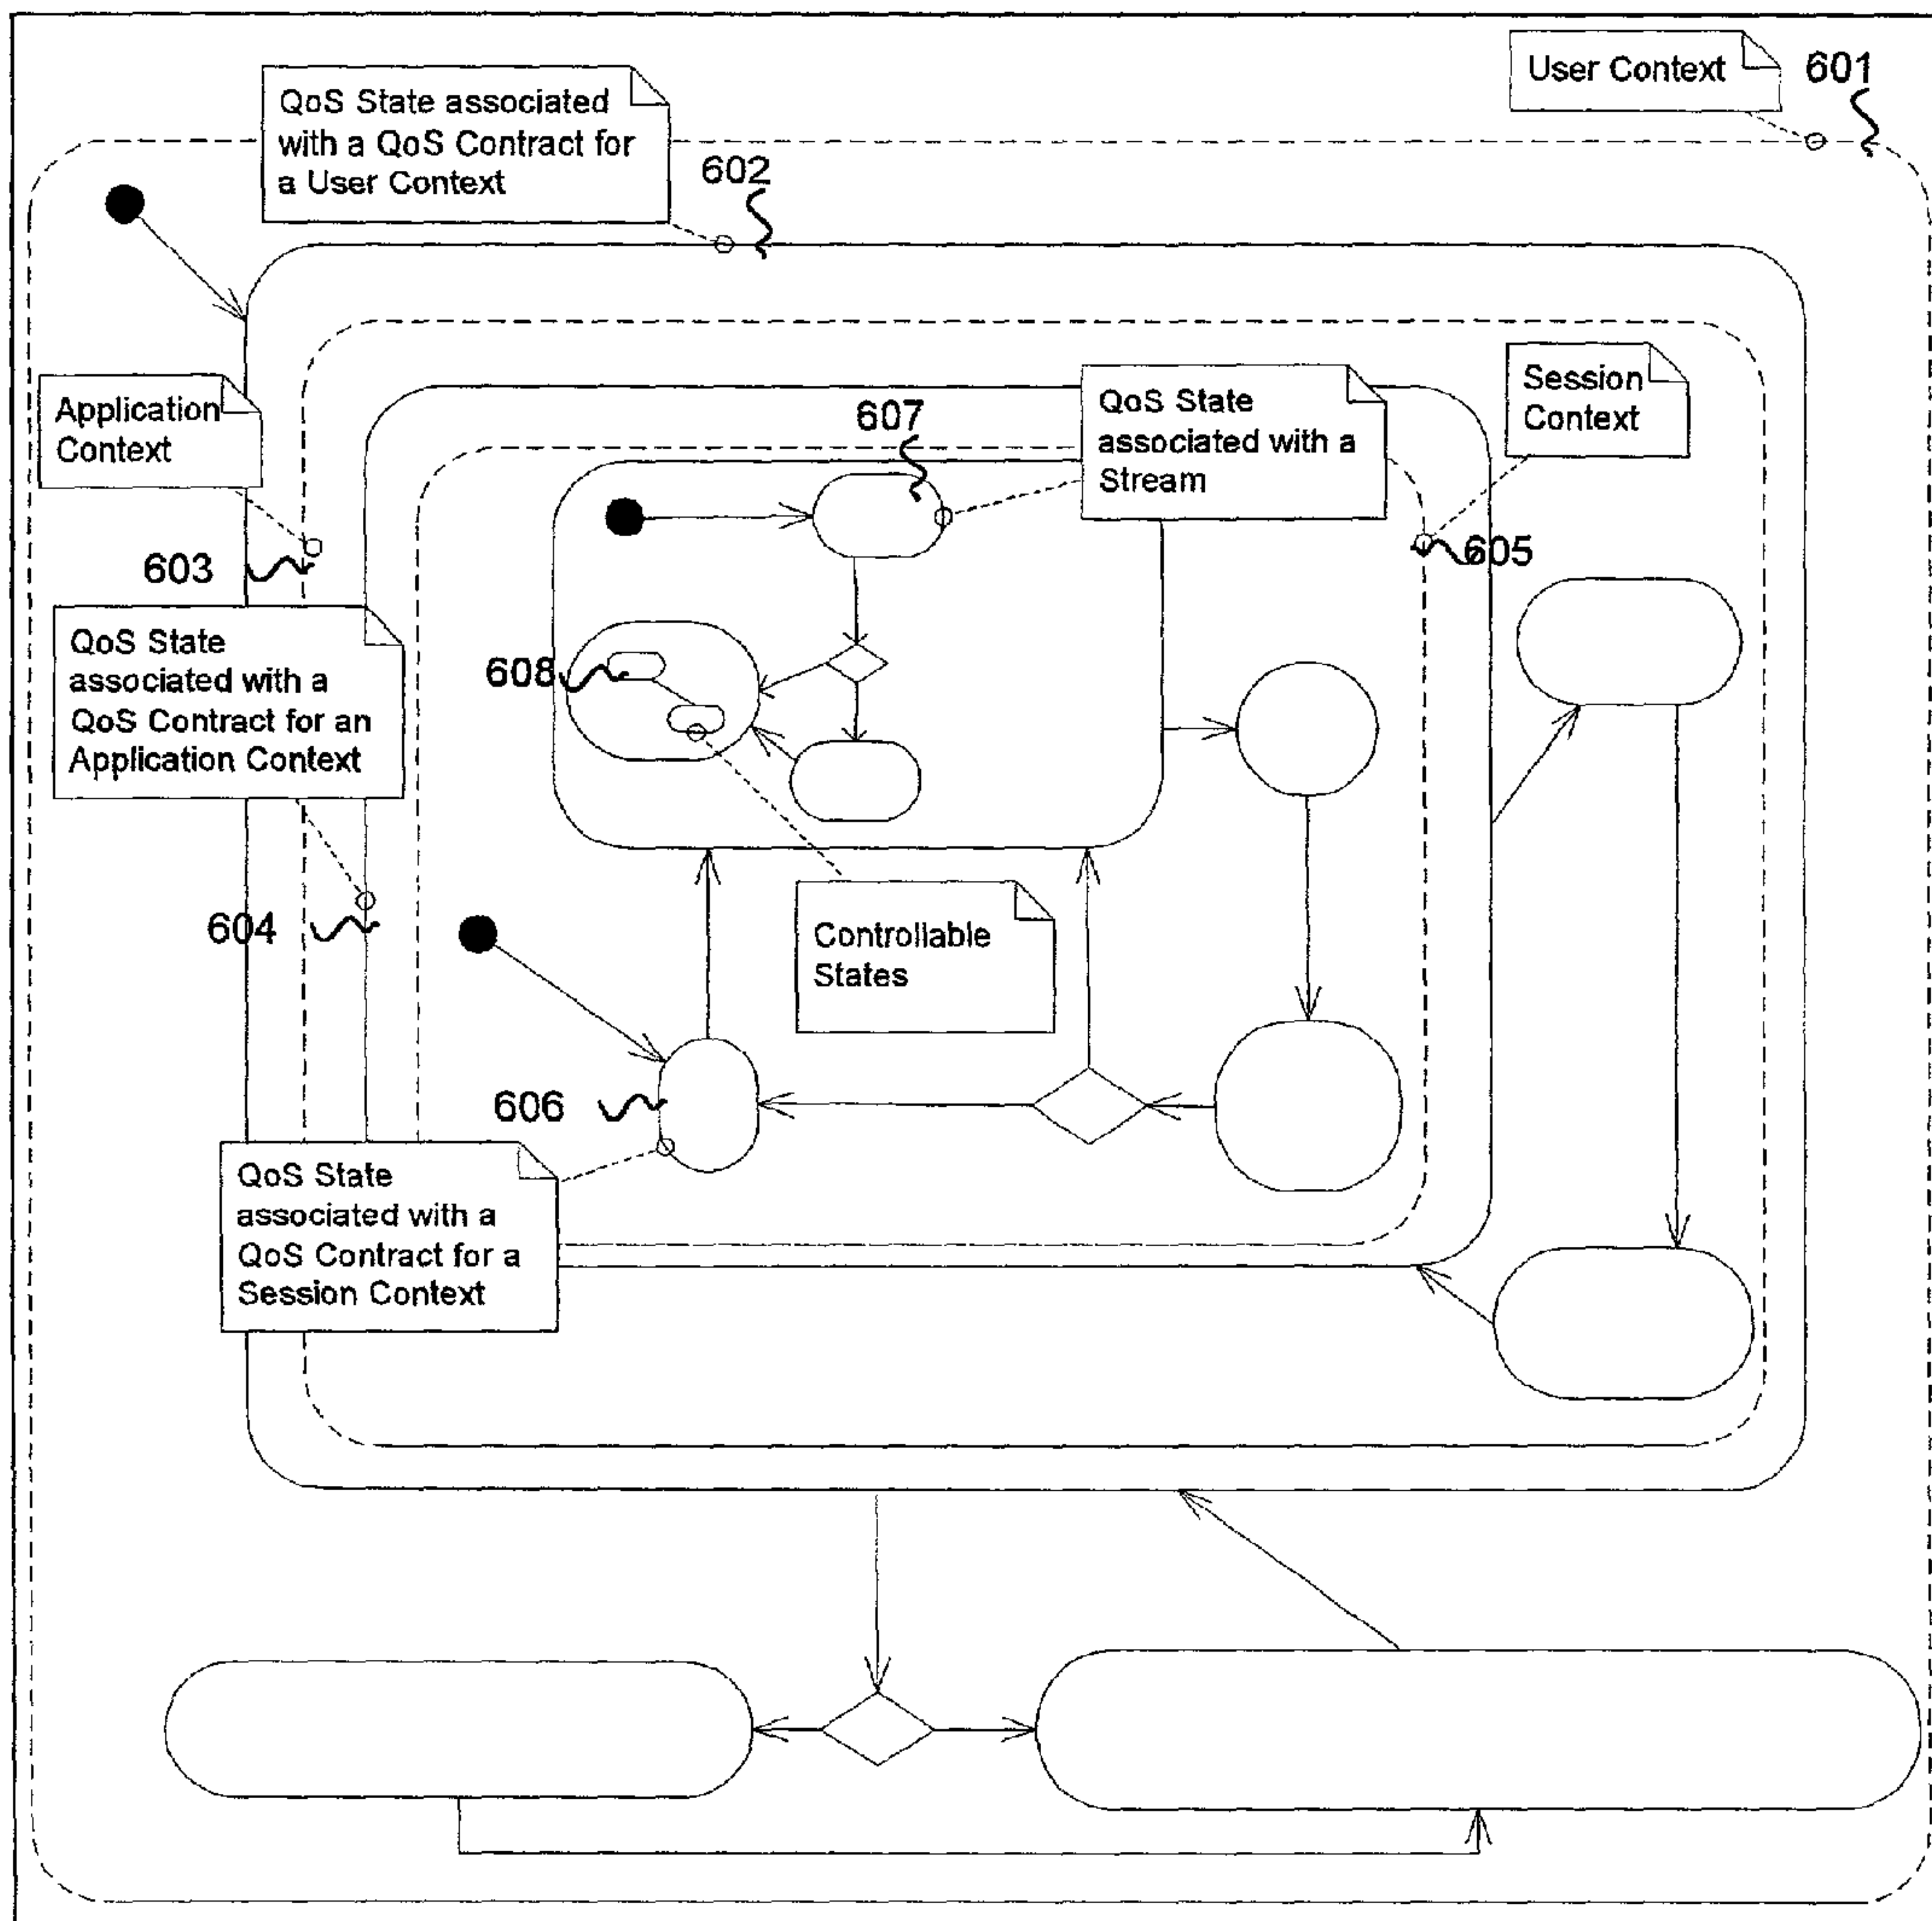 User Context
601
QoS State associated
with a QoS Contract for
a User Context
602
Application
Context
603
QoS State
associated with a
Stream
607
Session
Context
605
QoS State
associated with a
QoS Contract for an
Application Context
604
608
Controllable
States
606
QoS State
associated with a
QoS Contract for a
Session Context